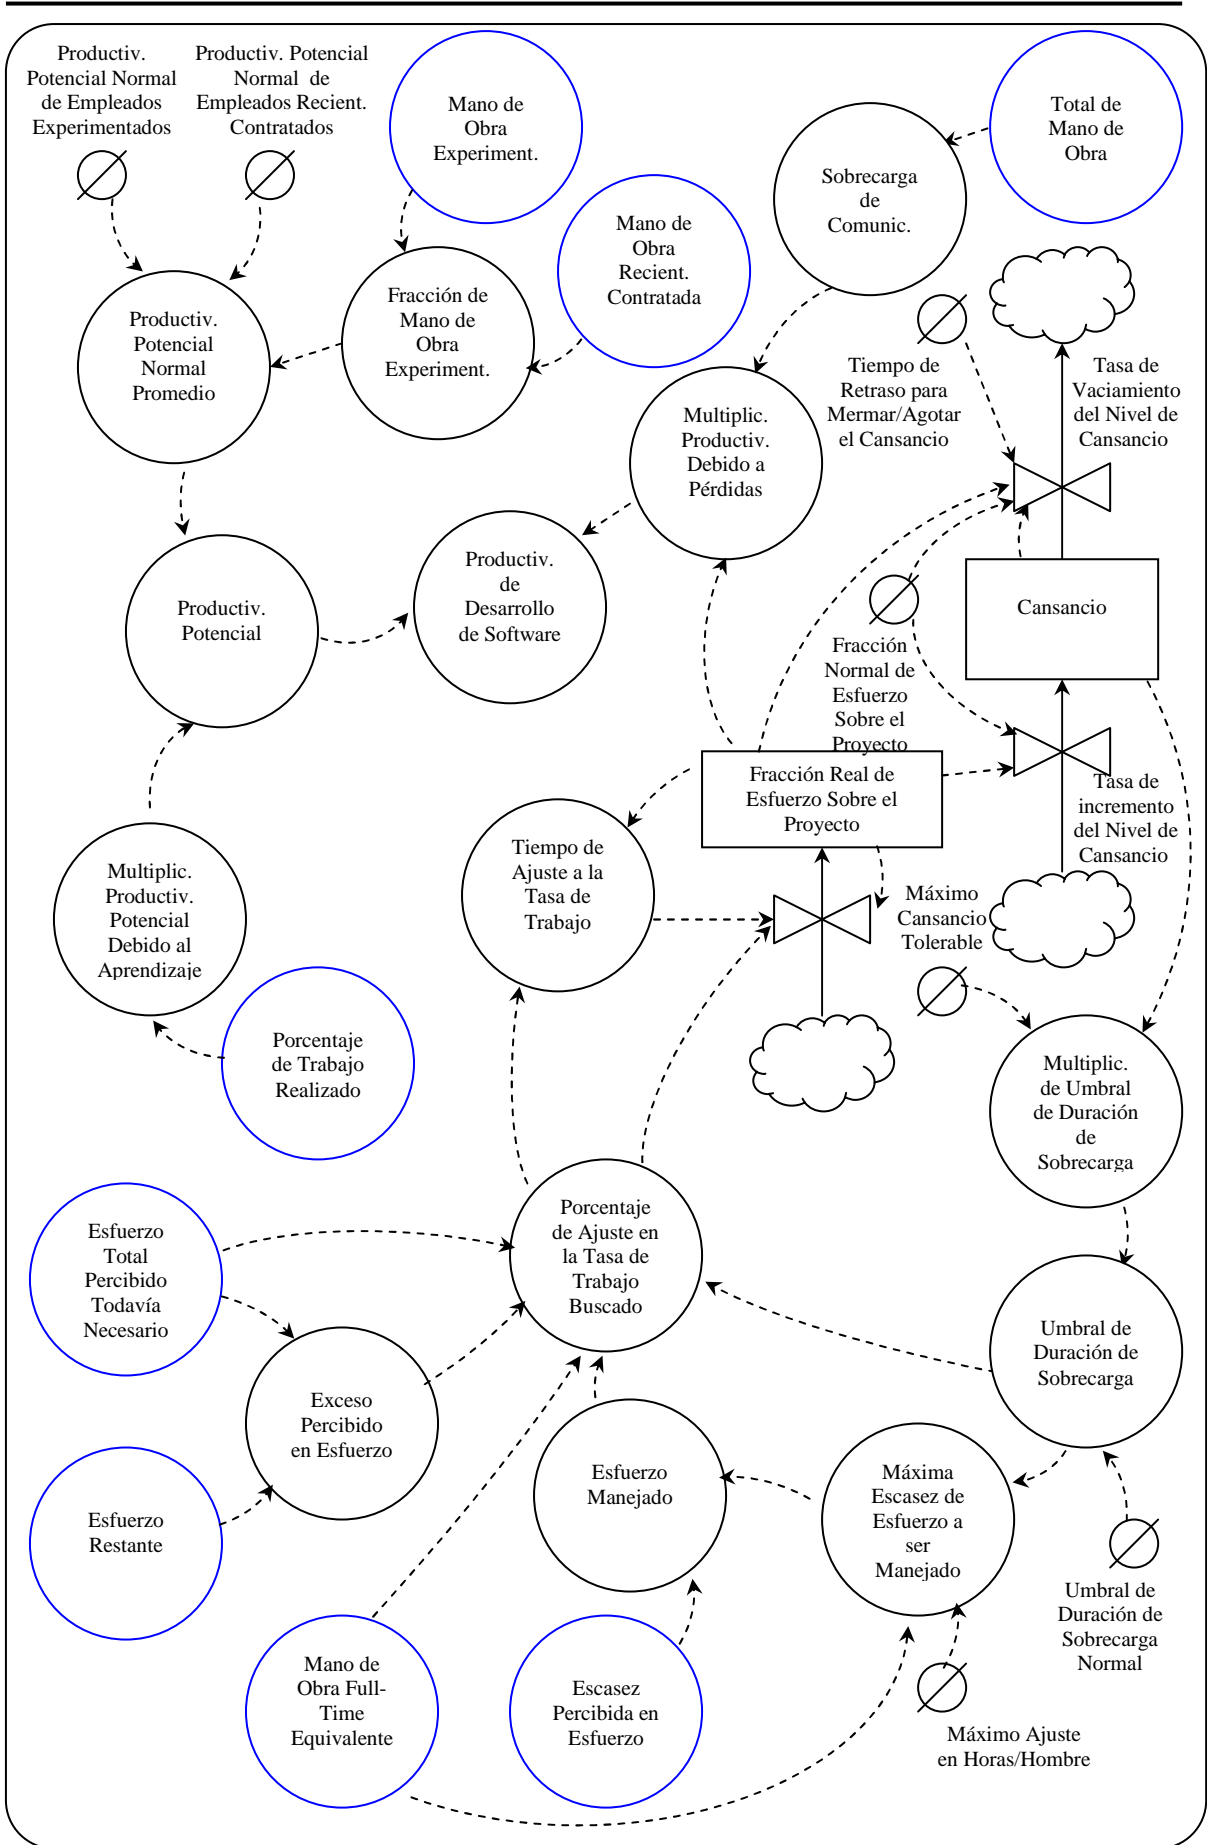 Productiv.
Potencial Normal
de Empleados
Experimentados
Productiv. Potencial
Normal de
Empleados Recient.
Contratados
Mano de
Obra
Experiment.
Total de
Mano de
Obra
Sobrecarga
de
Comunic.
Mano de
Obra
Recient.
Contratada
Fracción de
Mano de
Obra
Experiment.
Productiv.
Potencial
Normal
Promedio
Tiempo de
Retraso para
Mermar/Agotar
el Cansancio
Tasa de
Vaciamiento
del Nivel de
Cansancio
Multiplic.
Productiv.
Debido a
Pérdidas
Productiv.
de
Desarrollo
de Software
Productiv.
Potencial
Cansancio
Fracción
Normal de
Esfuerzo
Sobre el
Proyecto
Fracción Real de
Esfuerzo Sobre el
Proyecto
Tasa de
incremento
del Nivel de
Cansancio
Tiempo de
Ajuste a la
Tasa de
Trabajo
Multiplic.
Productiv.
Potencial
Debido al
Aprendizaje
Máximo
Cansancio
Tolerable
Porcentaje
de Trabajo
Realizado
Multiplic.
de Umbral
de Duración
de
Sobrecarga
Porcentaje
de Ajuste en
la Tasa de
Trabajo
Buscado
Esfuerzo
Total
Percibido
Todavía
Necesario
Umbral de
Duración de
Sobrecarga
Exceso
Percibido
en Esfuerzo
Esfuerzo
Manejado
Máxima
Escasez de
Esfuerzo a
ser
Manejado
Esfuerzo
Restante
Umbral de
Duración de
Sobrecarga
Normal
Mano de
Obra Full-
Time
Equivalente
Escasez
Percibida en
Esfuerzo
Máximo Ajuste
en Horas/Hombre